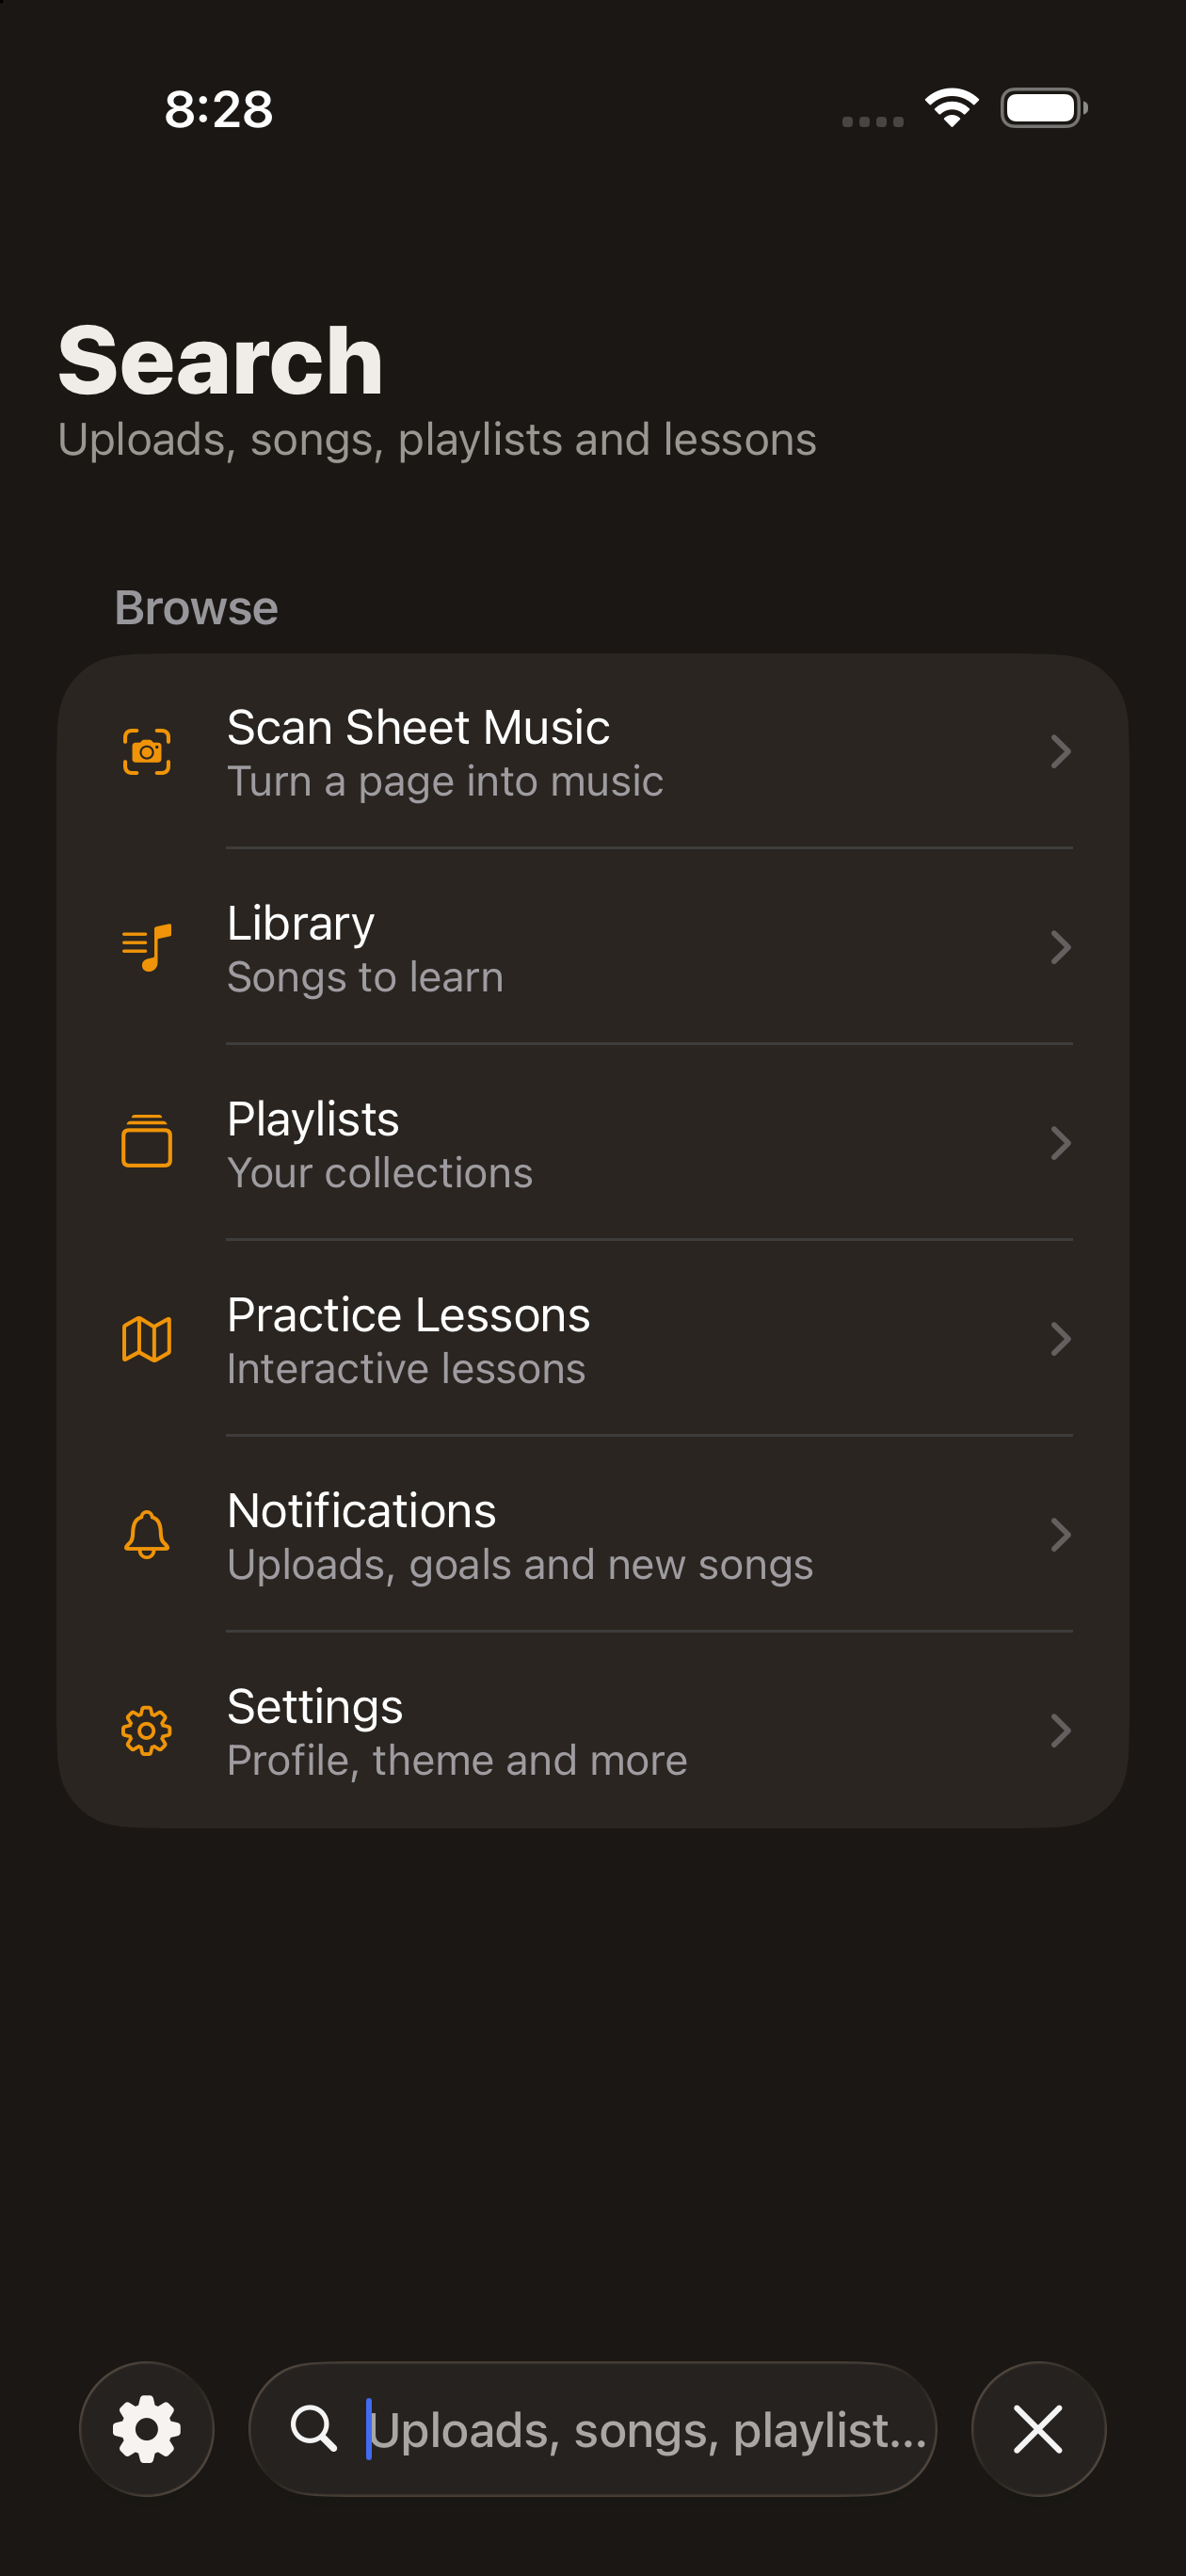 8:28
Search
Uploads, songs, playlists and lessons
Browse
Scan Sheet Music
Turn a page into music
Library
Songs to learn
Playlists
Your collections
Practice Lessons
Interactive lessons
Notifications
Uploads, goals and new songs
Settings
Profile, theme and more
Uploads, songs, playlist...